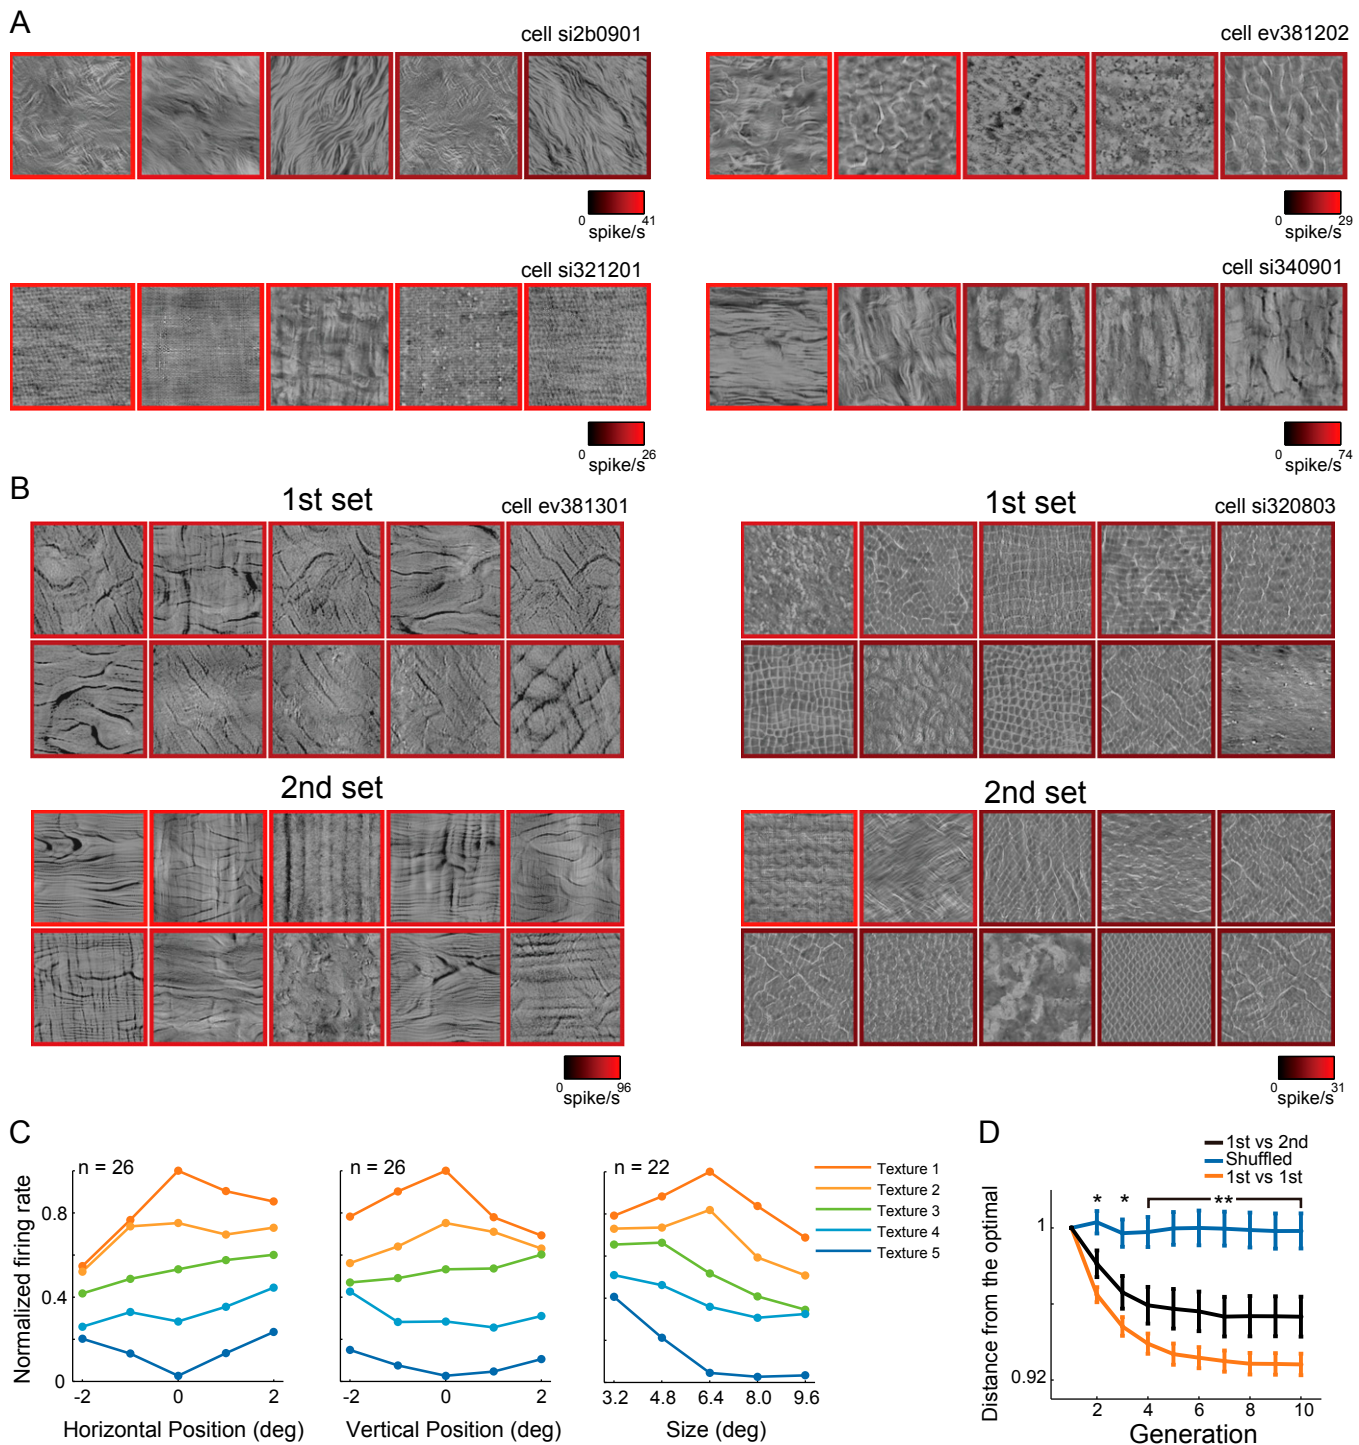 A
cell si2b0901
cell ev381202
0 41
spike/s
0 29
spike/s
cell si321201
cell si340901
0 26
spike/s
0 74
spike/s
B
1st set
cell ev381301
1st set
cell si320803
2nd set
2nd set
0 96
spike/s
0 31
spike/s
C
n = 26
n = 26
n = 22
Texture 1
Texture 2
Texture 3
Texture 4
Texture 5
Normalized firing rate
0.8
0.4
0
-2 0 2
-2 0 2
3.2 4.8 6.4 8.0 9.6
Horizontal Position (deg)
Vertical Position (deg)
Size (deg)
D
1st vs 2nd
Shuffled
1st vs 1st
* * **
Distance from the optimal
1
0.92
2 4 6 8 10
Generation